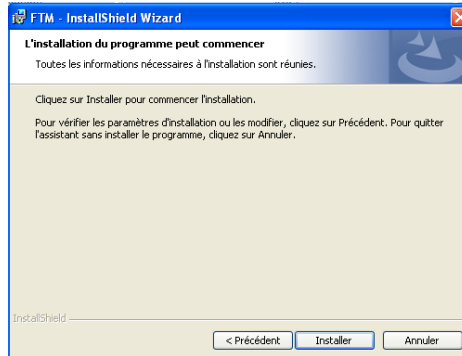 FTM - InstallShield Wizard
L'installation du programme peut commencer
Toutes les informations nécessaires à l'installation sont réunies.
Cliquez sur Installer pour commencer l'installation.
Pour vérifier les paramètres d'installation ou les modifier, cliquez sur Précédent. Pour quitter
l'assistant sans installer le programme, cliquez sur Annuler.
InstallShield
< Précédent Installer Annuler